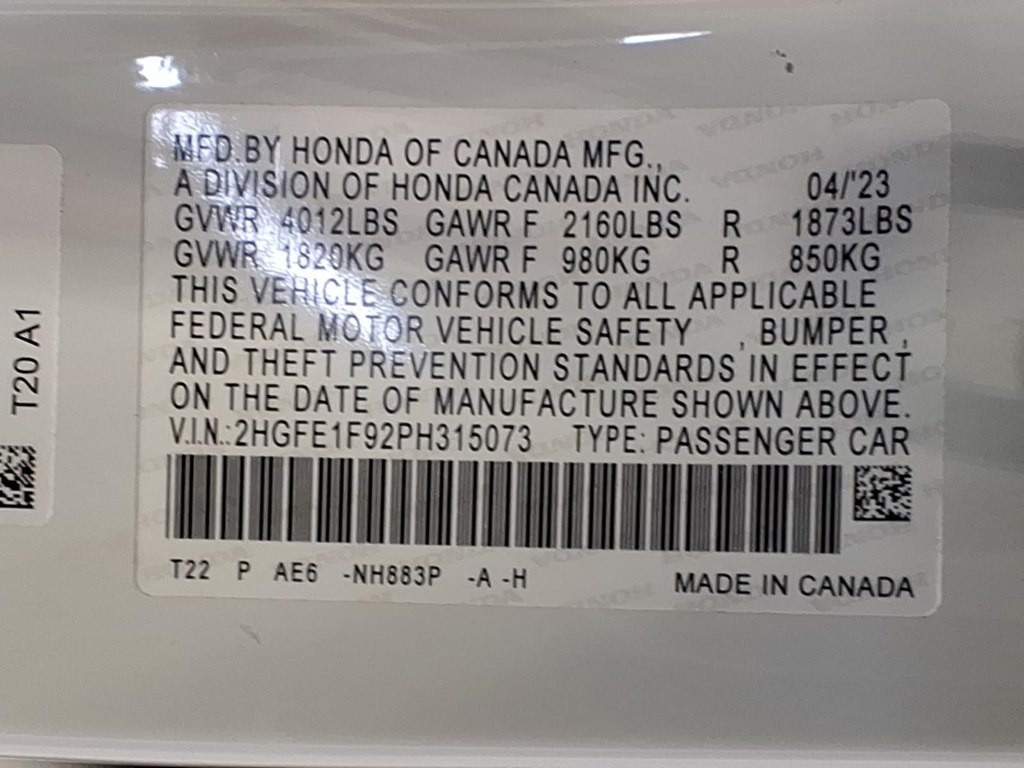 MFD.BY HONDA OF CANADA MFG.,
A DIVISION OF HONDA CANADA INC. 04/'23
GVWR 4012LBS GAWR F 2160LBS R 1873LBS
GVWR 1820KG GAWR F 980KG R 850KG
THIS VEHICLE CONFORMS TO ALL APPLICABLE
FEDERAL MOTOR VEHICLE SAFETY , BUMPER ,
AND THEFT PREVENTION STANDARDS IN EFFECT
ON THE DATE OF MANUFACTURE SHOWN ABOVE.
V.I.N.:2HGFE1F92PH315073 TYPE: PASSENGER CAR
T22 P AE6 -NH883P -A -H MADE IN CANADA
T20 A1